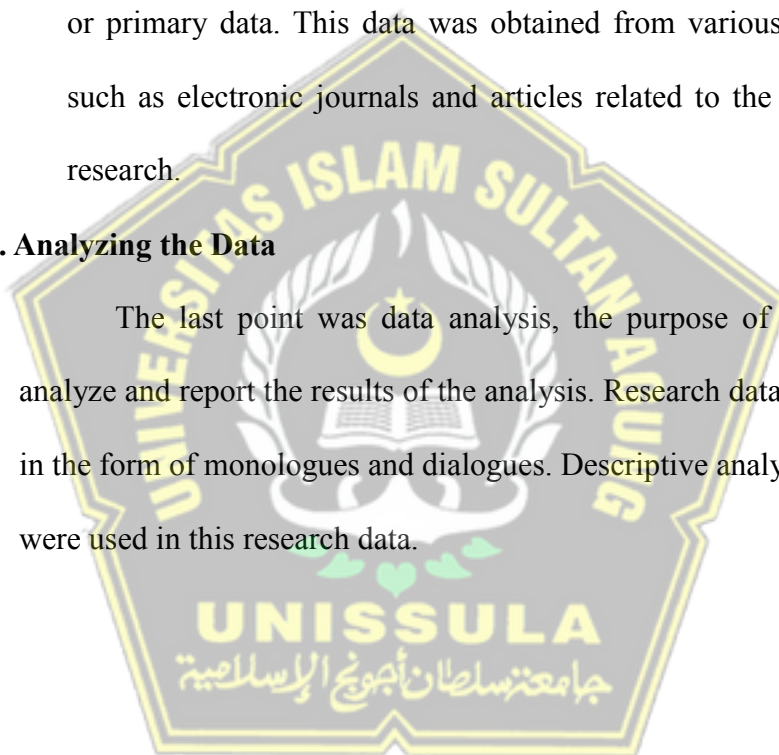 or primary data. This data was obtained from various
such as electronic journals and articles related to the
research.
. Analyzing the Data
The last point was data analysis, the purpose of
analyze and report the results of the analysis. Research data
in the form of monologues and dialogues. Descriptive analy
were used in this research data.
UNIVERSITAS ISLAM SULTAN AGUNG
UNISSULA
جامعة سلطان أجونج الإسلامية